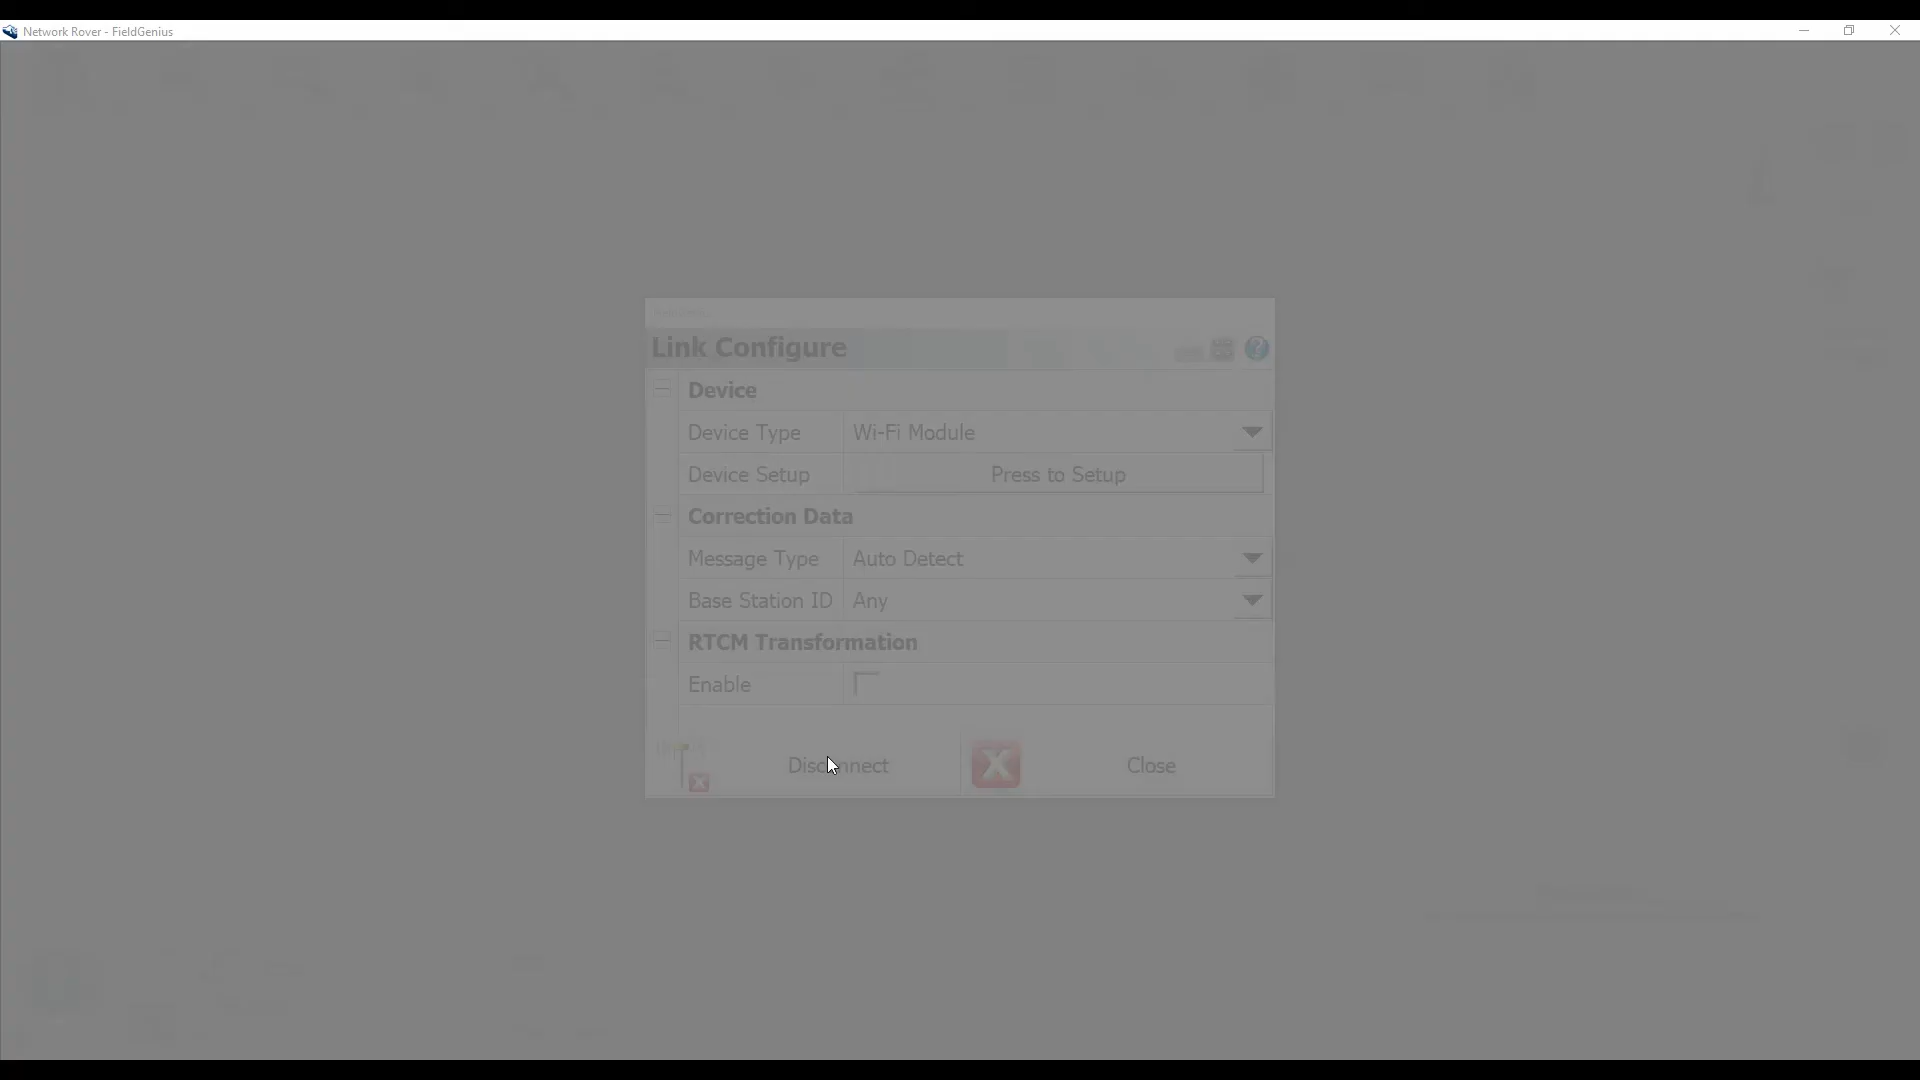 Network Rover - FieldGenius
Link Configure
Device
Device Type Wi-Fi Module
Device Setup Press to Setup
Correction Data
Message Type Auto Detect
Base Station ID Any
RTCM Transformation
Enable
Disconnect Close